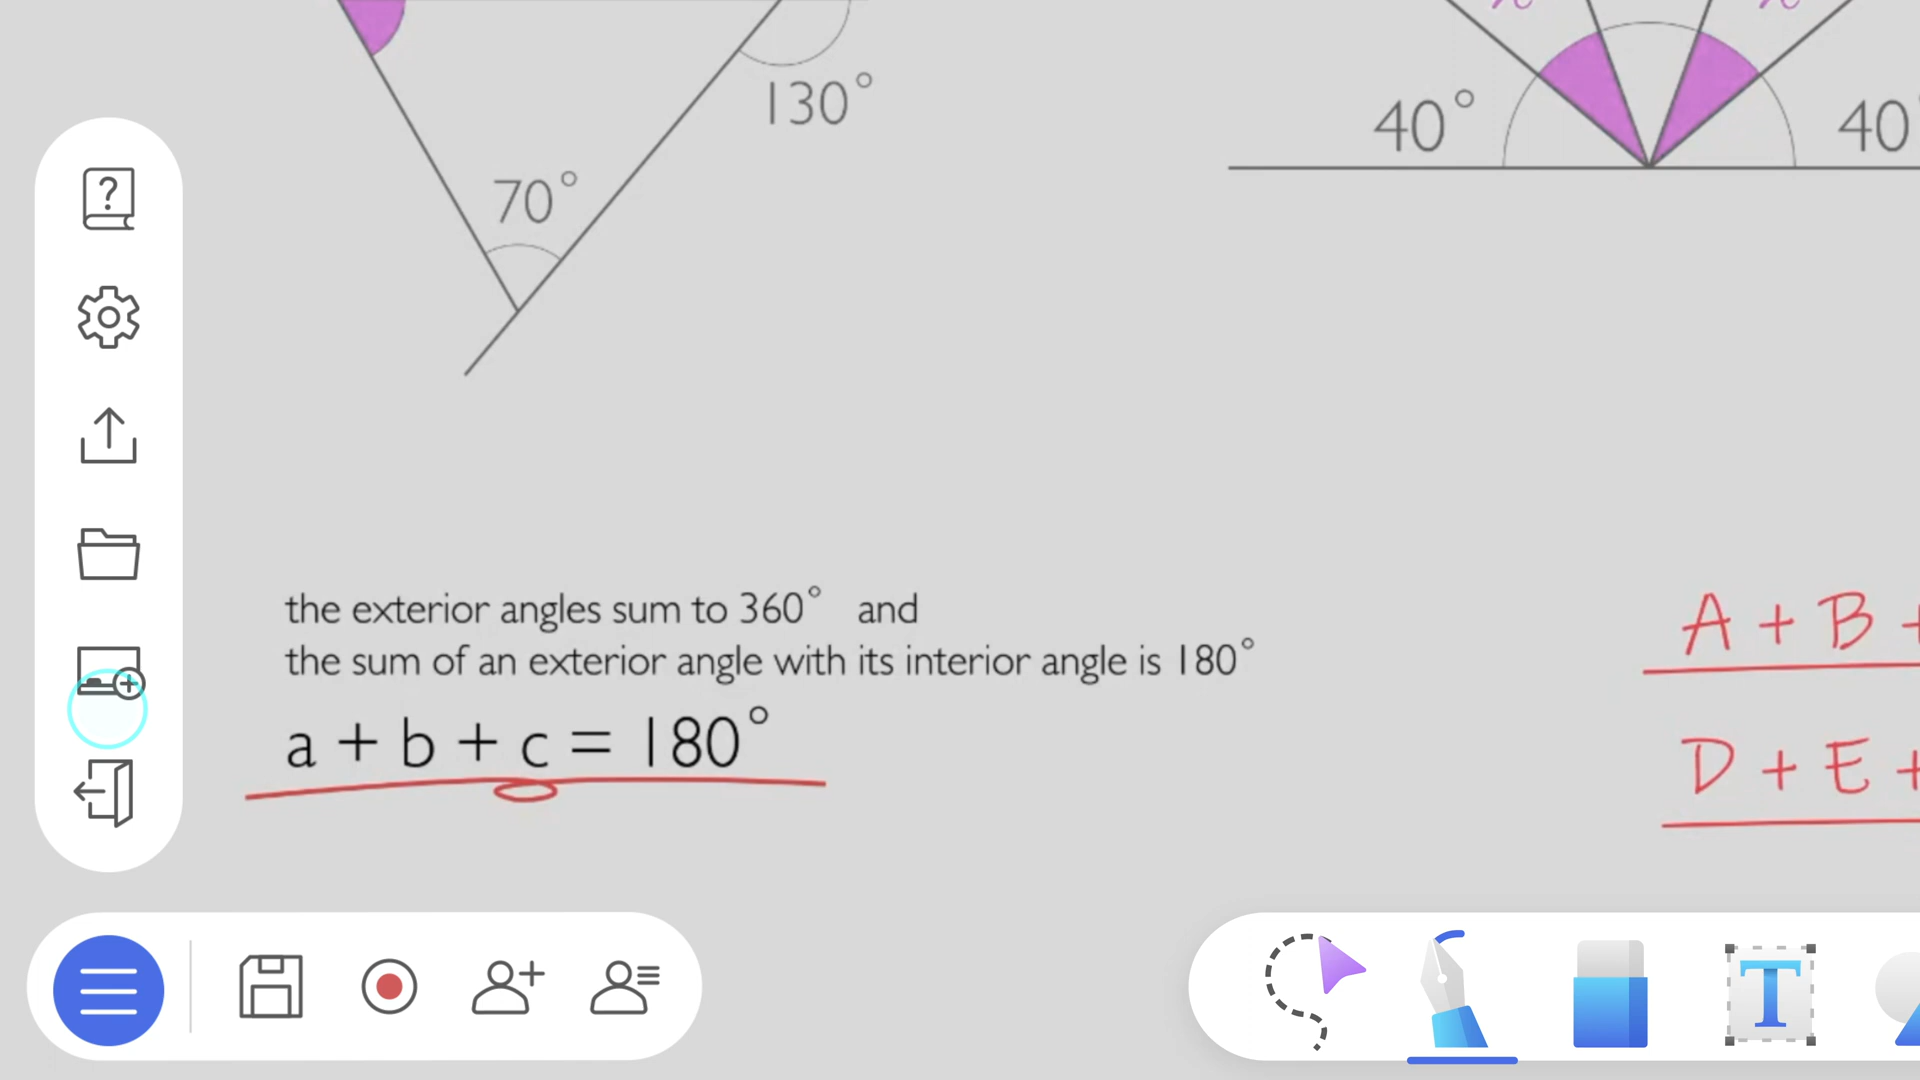 130°
70°
40°
40°
the exterior angles sum to 360° and
the sum of an exterior angle with its interior angle is 180°
a + b + c = 180°
A + B +
D + E +